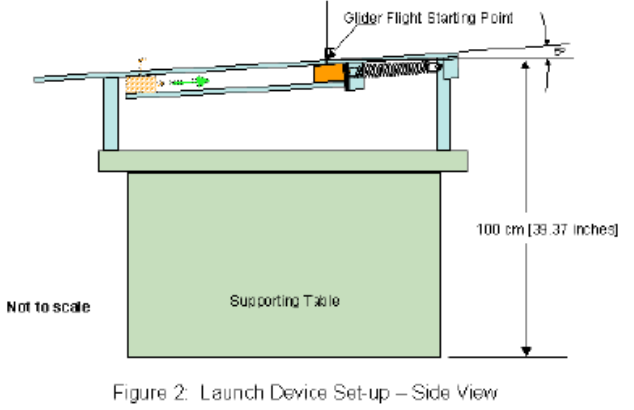 Glider Flight Starting Point
5º
100 cm [39.37 inches]
Supporting Table
Not to scale
Figure 2: Launch Device Set-up – Side View